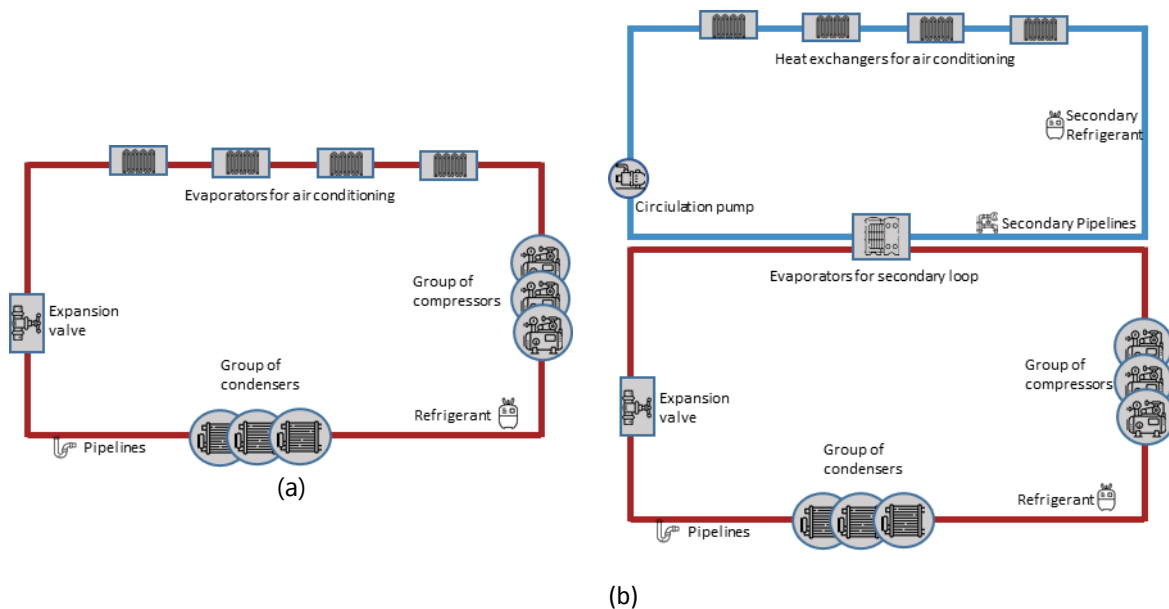 Evaporators for air conditioning
Group of
compressors
Expansion
valve
Group of
condensers
Refrigerant
Pipelines
(a)
Heat exchangers for air conditioning
Secondary
Refrigerant
Circiulation pump
Secondary Pipelines
Evaporators for secondary loop
Group of
compressors
Expansion
valve
Group of
condensers
Refrigerant
Pipelines
(b)